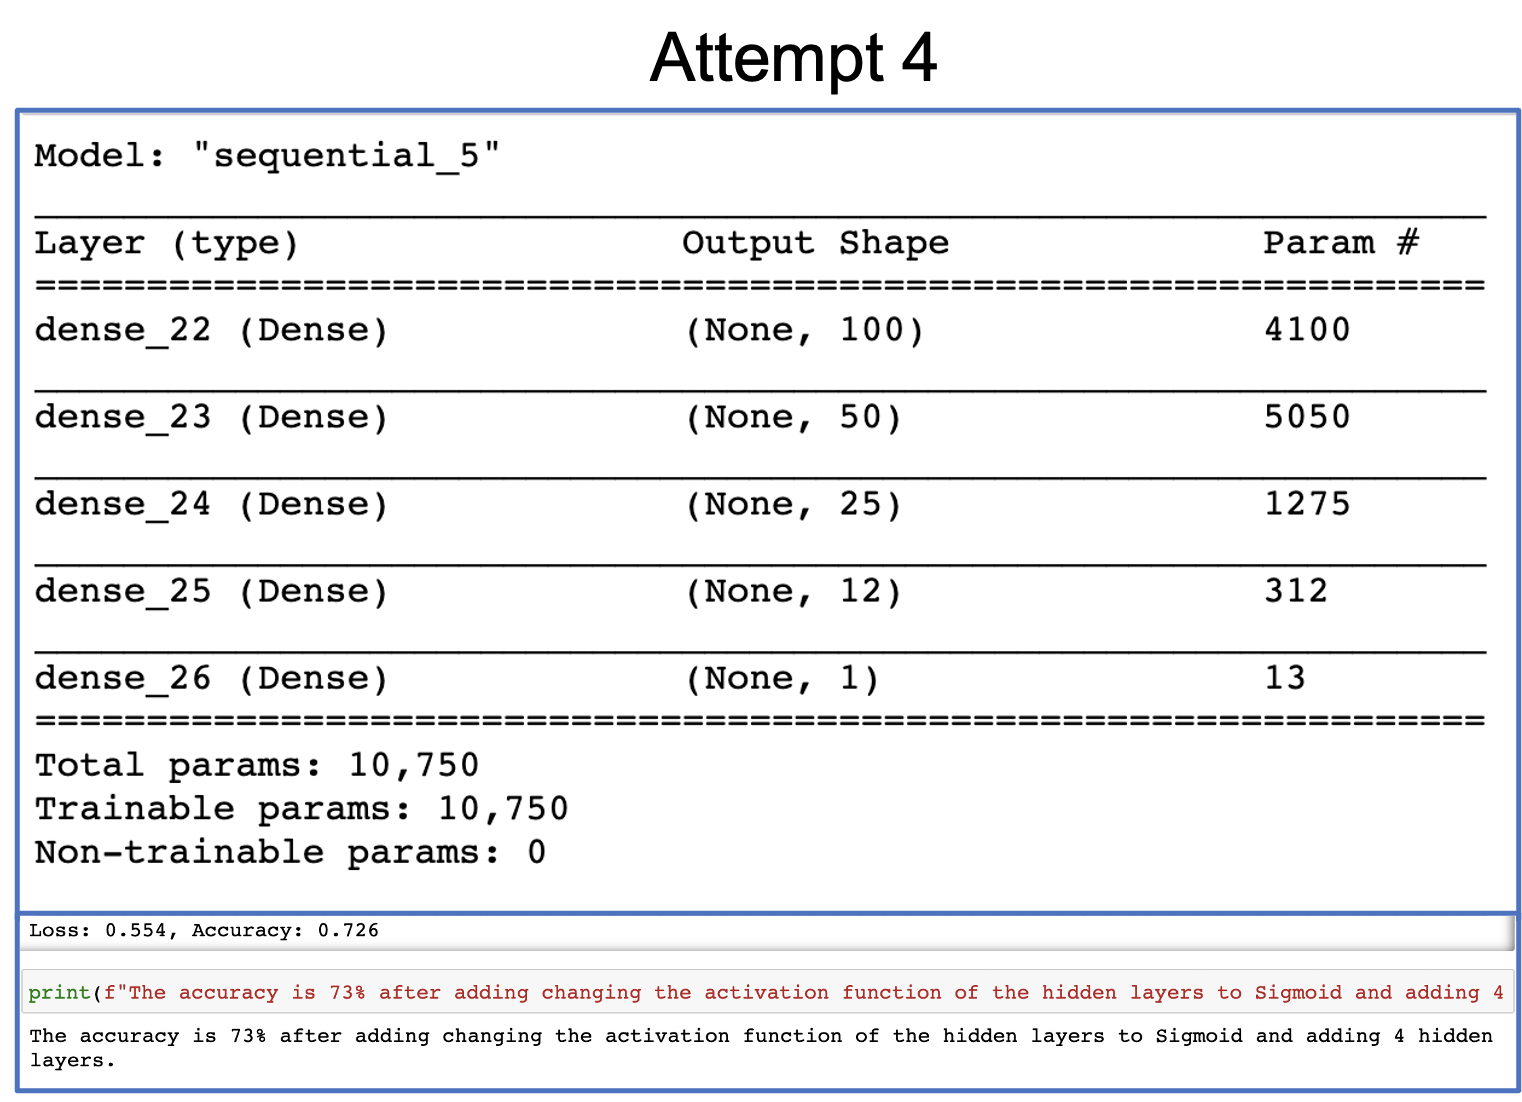 Attempt 4
Model: "sequential_5"
Layer (type) Output Shape Param #
=================================================================
dense_22 (Dense) (None, 100) 4100
dense_23 (Dense) (None, 50) 5050
dense_24 (Dense) (None, 25) 1275
dense_25 (Dense) (None, 12) 312
dense_26 (Dense) (None, 1) 13
=================================================================
Total params: 10,750
Trainable params: 10,750
Non-trainable params: 0
Loss: 0.554, Accuracy: 0.726
print(f"The accuracy is 73% after adding changing the activation function of the hidden layers to Sigmoid and adding 4
The accuracy is 73% after adding changing the activation function of the hidden layers to Sigmoid and adding 4 hidden
layers.